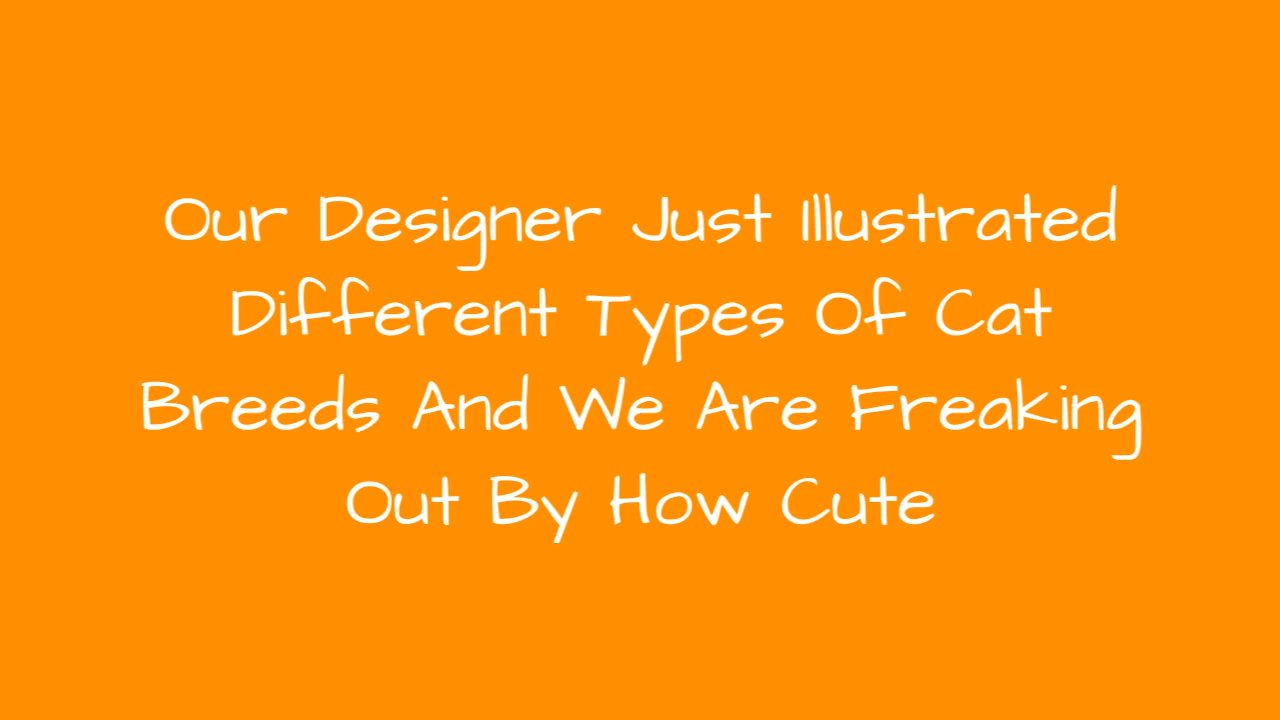 Our Designer Just Illustrated
Different Types Of Cat
Breeds And We Are Freaking
Out By How Cute